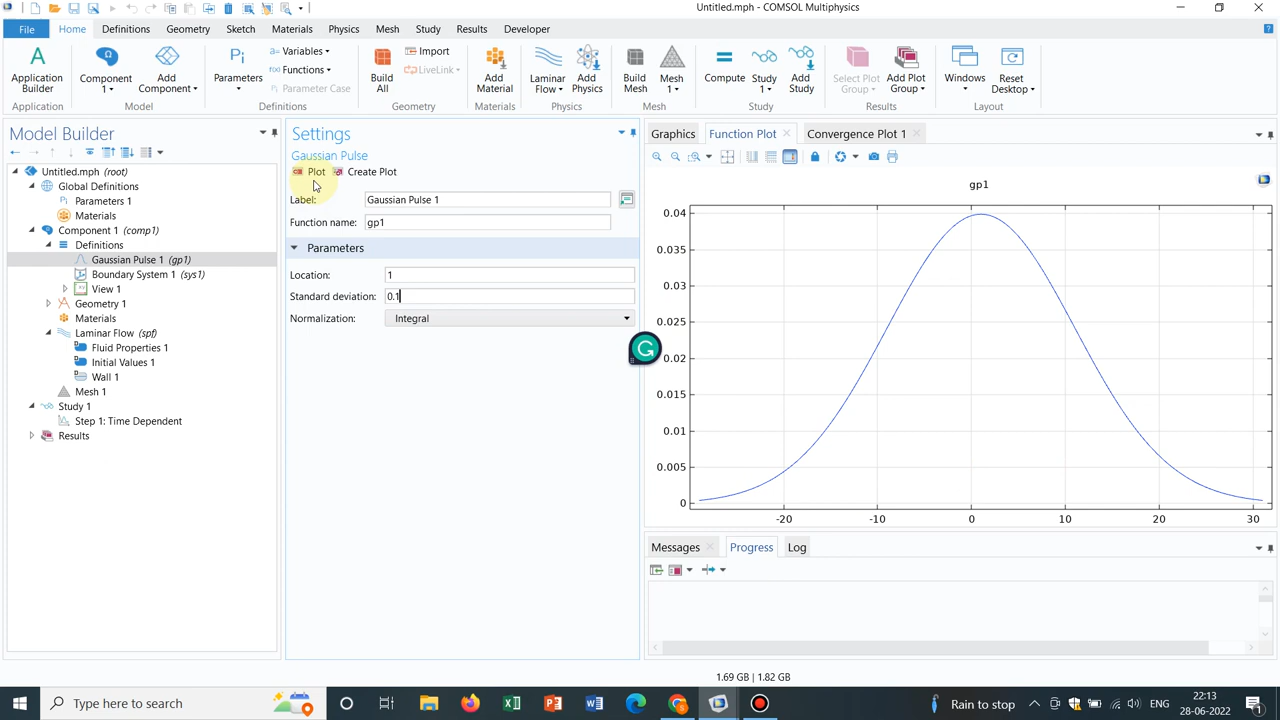 Untitled.mph - COMSOL Multiphysics
File
Home
Definitions
Geometry
Sketch
Materials
Physics
Mesh
Study
Results
Developer
Application Builder
Component 1
Add Component
Parameters
a= Variables
f(x) Functions
Pi Parameter Case
Build All
Import
LiveLink
Add Material
Laminar Flow
Add Physics
Build Mesh
Mesh 1
Compute
Study 1
Add Study
Select Plot Group
Add Plot Group
Windows
Reset Desktop
Application
Model
Definitions
Geometry
Materials
Physics
Mesh
Study
Results
Layout
Model Builder
Untitled.mph (root)
Global Definitions
Parameters 1
Materials
Component 1 (comp1)
Definitions
Gaussian Pulse 1 (gp1)
Boundary System 1 (sys1)
View 1
Geometry 1
Materials
Laminar Flow (spf)
Fluid Properties 1
Initial Values 1
Wall 1
Mesh 1
Study 1
Step 1: Time Dependent
Results
Settings
Gaussian Pulse
Plot
Create Plot
Label: Gaussian Pulse 1
Function name: gp1
Parameters
Location: 1
Standard deviation: 0.1
Normalization: Integral
Graphics
Function Plot
Convergence Plot 1
gp1
0.04
0.035
0.03
0.025
0.02
0.015
0.01
0.005
0
-20
-10
0
10
20
30
Messages
Progress
Log
1.69 GB | 1.82 GB
Type here to search
Rain to stop
ENG
22:13
28-06-2022